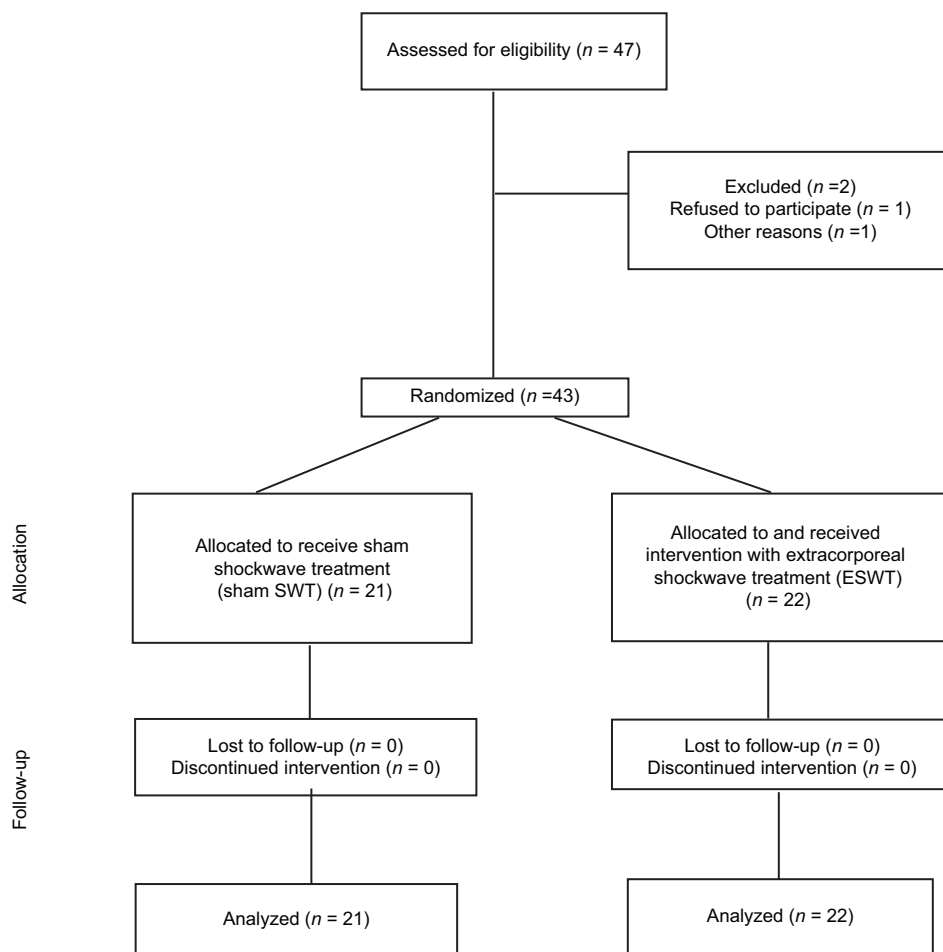 Assessed for eligibility (n = 47)
Excluded (n =2)
Refused to participate (n = 1)
Other reasons (n =1)
Randomized (n =43)
Allocation
Allocated to receive sham
shockwave treatment
(sham SWT) (n = 21)
Allocated to and received
intervention with extracorporeal
shockwave treatment (ESWT)
(n = 22)
Follow-up
Lost to follow-up (n = 0)
Discontinued intervention (n = 0)
Lost to follow-up (n = 0)
Discontinued intervention (n = 0)
Analyzed (n = 21)
Analyzed (n = 22)